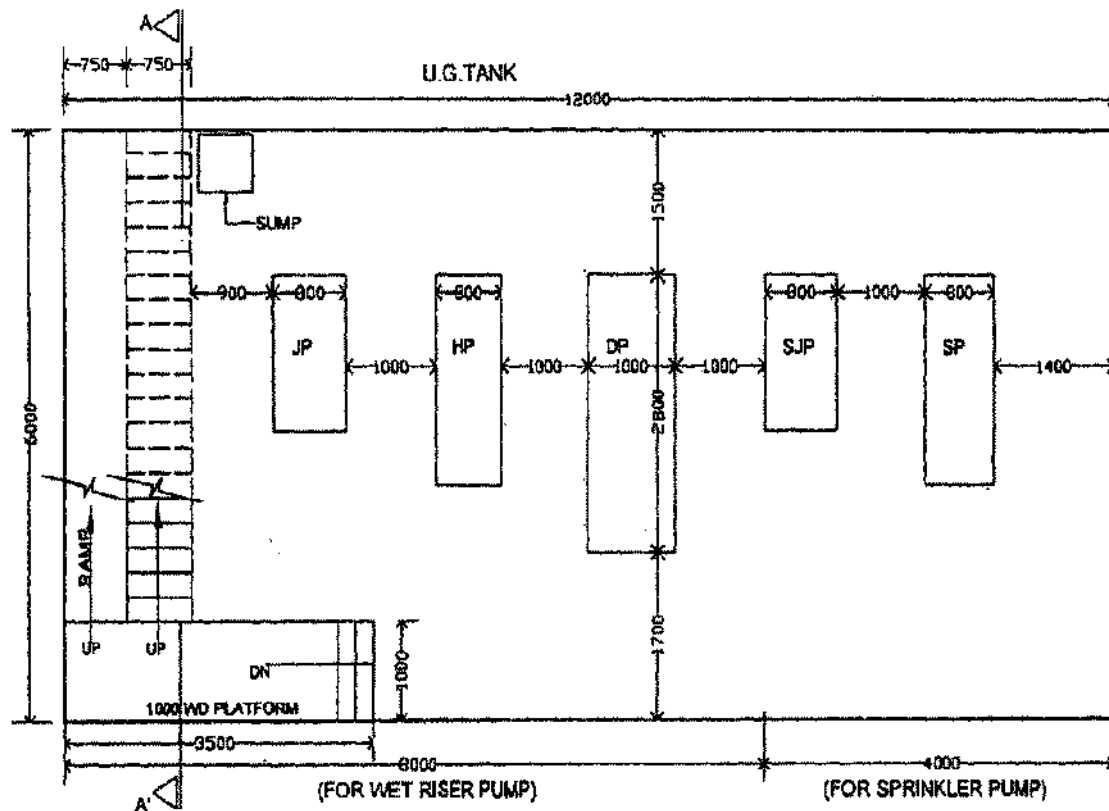 A
750
750
U.G.TANK
12000
6000
1500
SUMP
900
800
800
800
1000
800
JP
HP
DP
SJP
SP
1000
1000
1000
1000
1400
2800
RAMP
UP
UP
DN
1000
1700
1000 WD PLATFORM
3500
8000
4000
(FOR WET RISER PUMP)
(FOR SPRINKLER PUMP)
A'